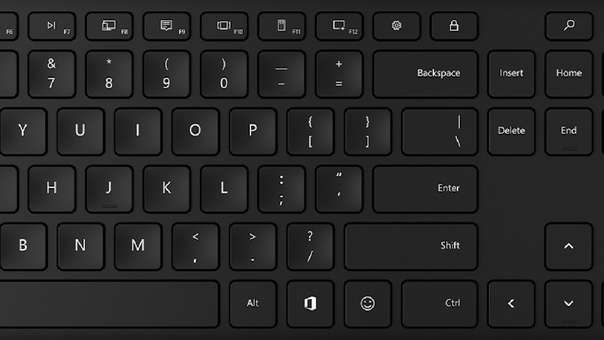 F6 F7 F8 F9 F10 F11 F12
& * ( ) _ +
7 8 9 0 - = Backspace Insert Home
Y U I O P { } |
[ ] \ Delete End
H J K L : “ Enter
; ‘
B N M < > ? Shift
, . /
Alt Ctrl